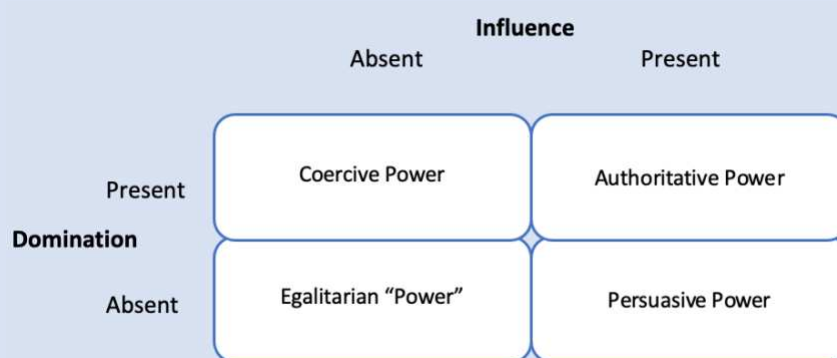 Influence
Absent Present
Coercive Power Authoritative Power
Present
Domination
Egalitarian “Power” Persuasive Power
Absent